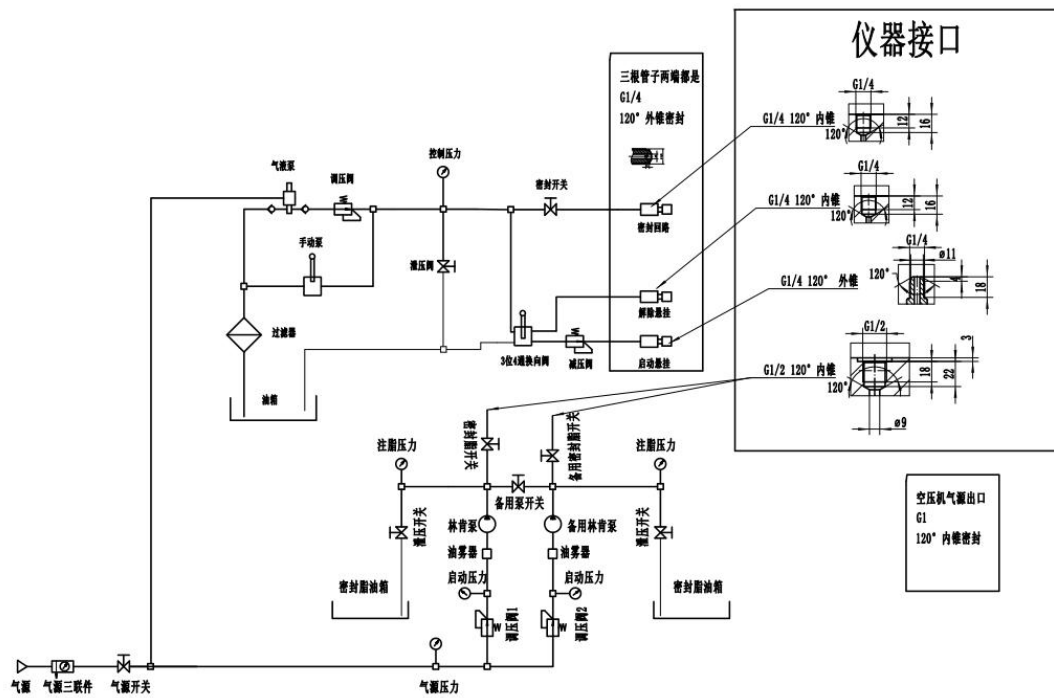 仪器接口
三根管子两端都是
G1/4
120° 外锥密封
G1/4
G1/4 120° 内锥
120°
12
16
控制压力
气液泵
调压阀
密封开关
密封回路
G1/4
G1/4 120° 内锥
120°
12
16
手动泵
泄压阀
G1/4
ø11
G1/4 120° 外锥
120°
4
18
解除悬挂
过滤器
3位4通换向阀
减压阀
启动悬挂
G1/2
3
G1/2 120° 内锥
120°
18
22
ø9
油箱
注脂压力
密封脂开关
备用密封脂开关
注脂压力
备用泵开关
泄压开关
林肯泵
备用林肯泵
泄压开关
油雾器
油雾器
启动压力
启动压力
密封脂油箱
密封脂油箱
调压阀1
调压阀2
W
W
W
W
空压机气源出口
G1
120° 内锥密封
气源
气源三联件
气源开关
气源压力